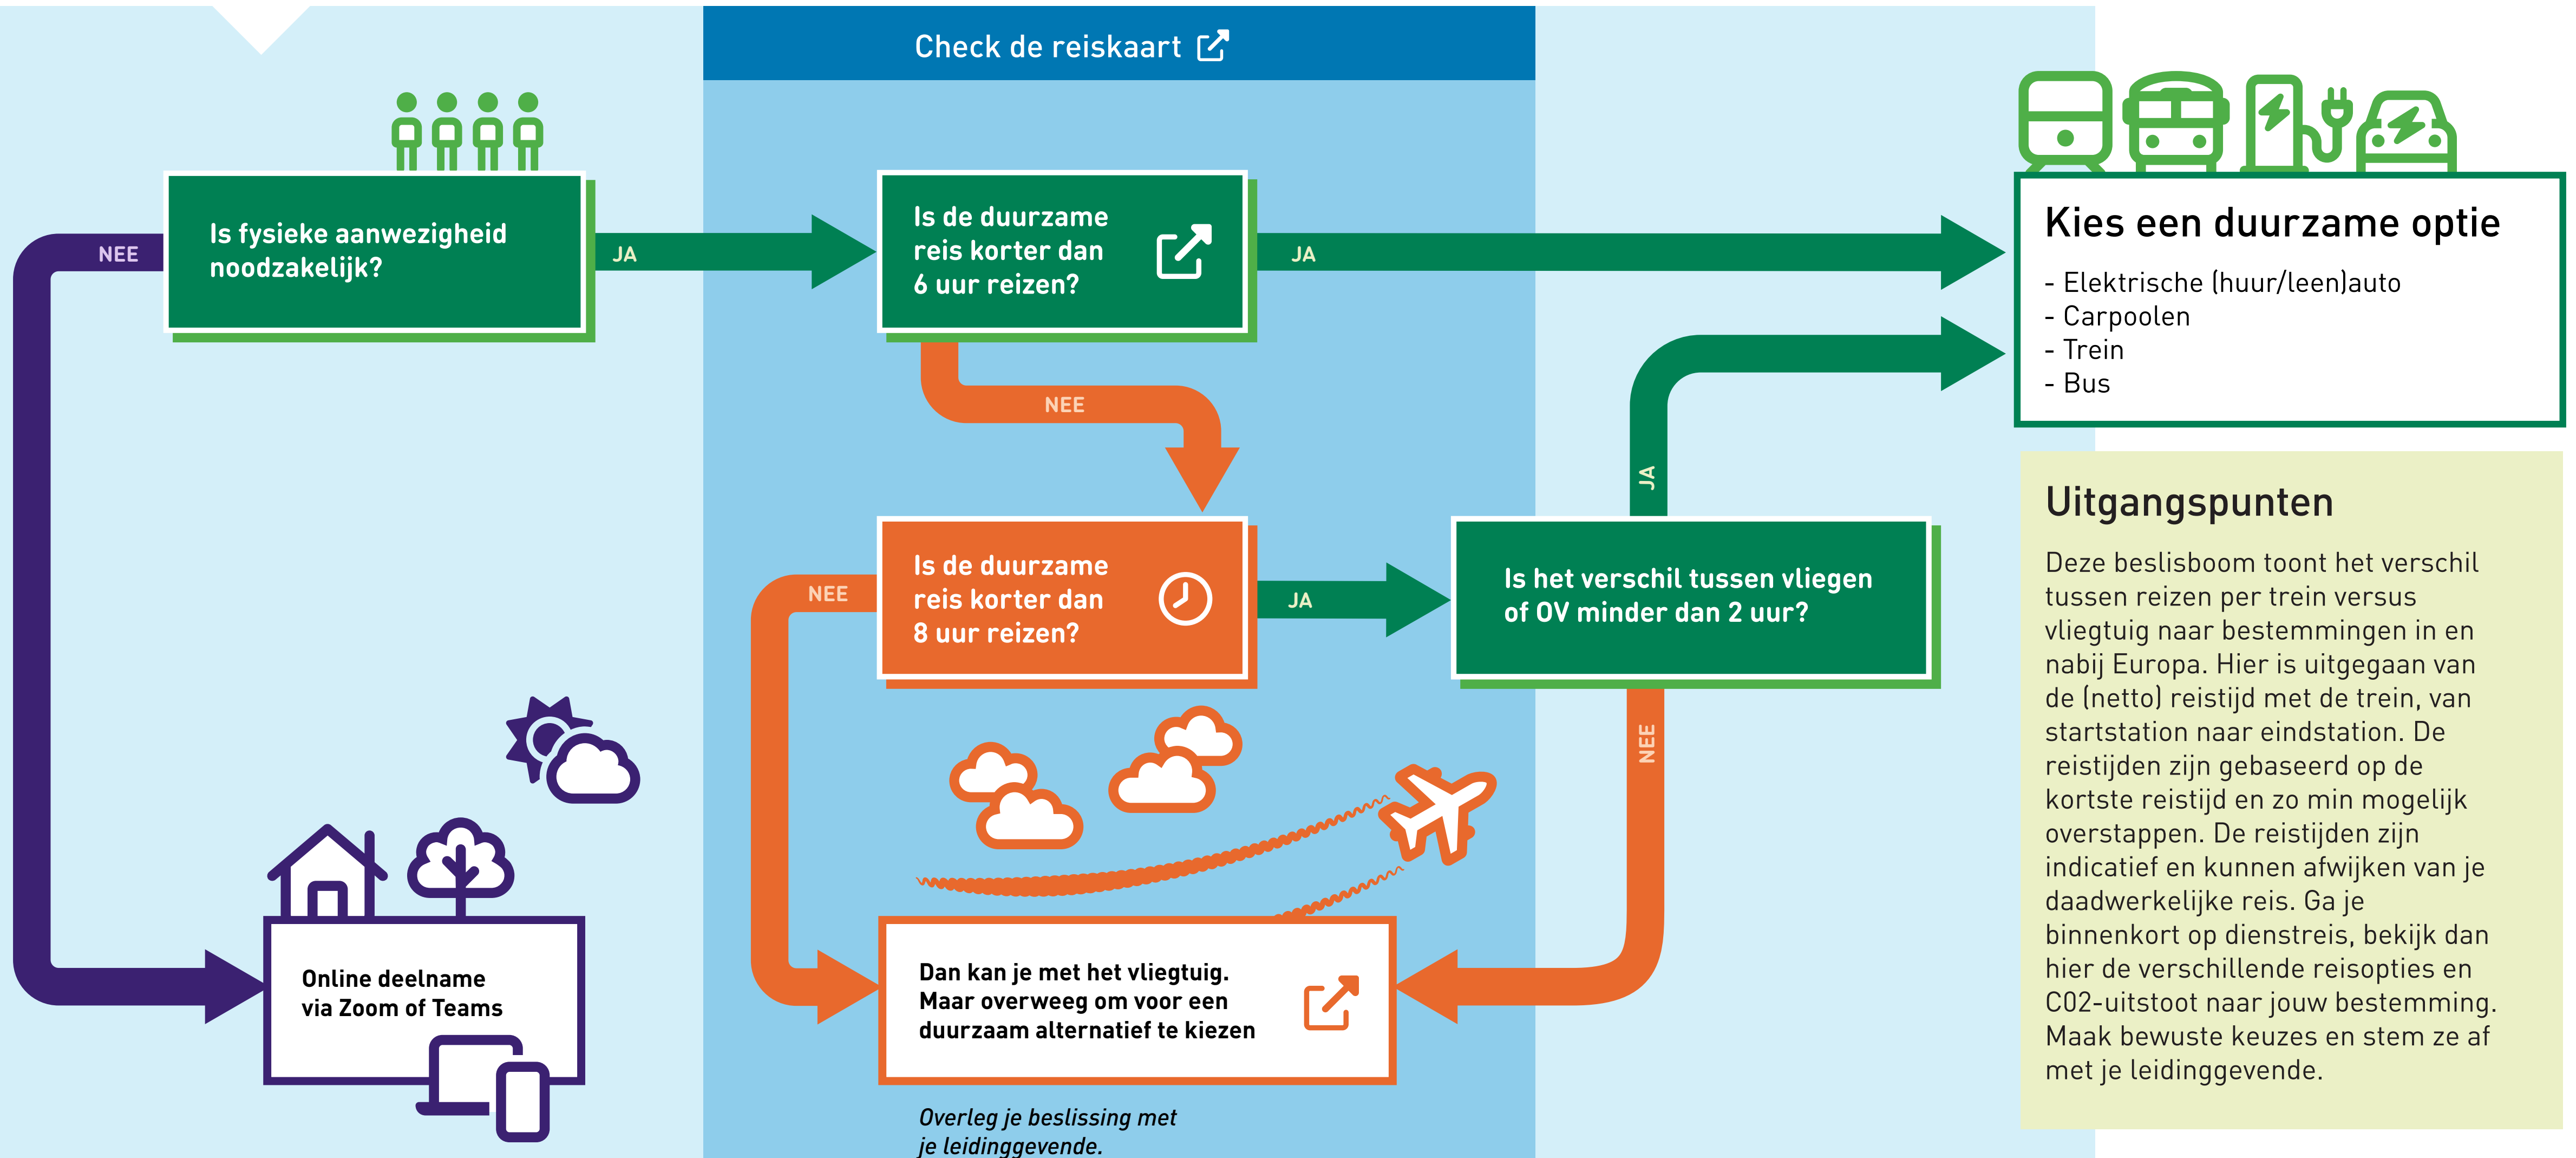 Check de reiskaart
NEE
Is fysieke aanwezigheid
noodzakelijk?
JA
Is de duurzame
reis korter dan
6 uur reizen?
JA
Kies een duurzame optie
- Elektrische (huur/leen)auto
- Carpoolen
- Trein
- Bus
NEE
JA
NEE
Is de duurzame
reis korter dan
8 uur reizen?
JA
Is het verschil tussen vliegen
of OV minder dan 2 uur?
NEE
Online deelname
via Zoom of Teams
Dan kan je met het vliegtuig.
Maar overweeg om voor een
duurzaam alternatief te kiezen
Overleg je beslissing met
je leidinggevende.
Uitgangspunten
Deze beslisboom toont het verschil
tussen reizen per trein versus
vliegtuig naar bestemmingen in en
nabij Europa. Hier is uitgegaan van
de (netto) reistijd met de trein, van
startstation naar eindstation. De
reistijden zijn gebaseerd op de
kortste reistijd en zo min mogelijk
overstappen. De reistijden zijn
indicatief en kunnen afwijken van je
daadwerkelijke reis. Ga je
binnenkort op dienstreis, bekijk dan
hier de verschillende reisopties en
C02-uitstoot naar jouw bestemming.
Maak bewuste keuzes en stem ze af
met je leidinggevende.